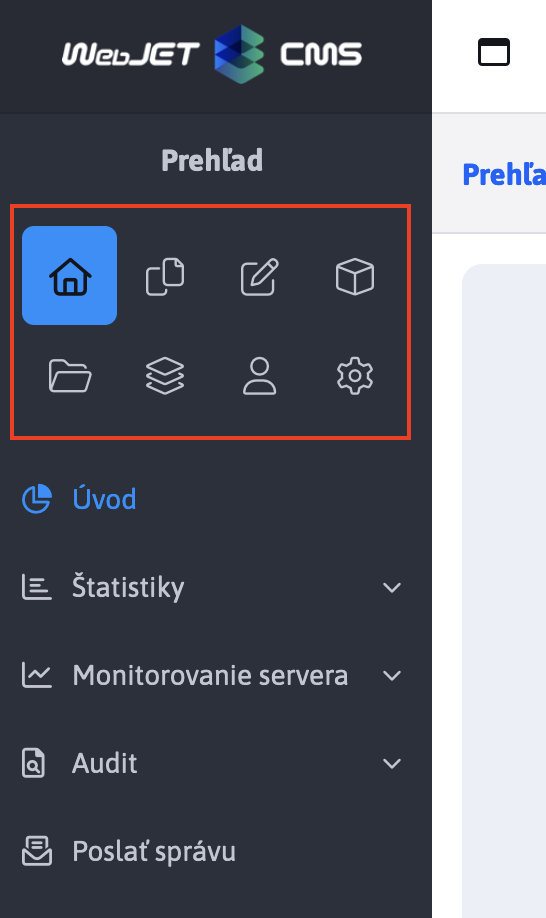 WebJET CMS
Prehľad
Prehľa
Úvod
Štatistiky
Monitorovanie servera
Audit
Poslať správu